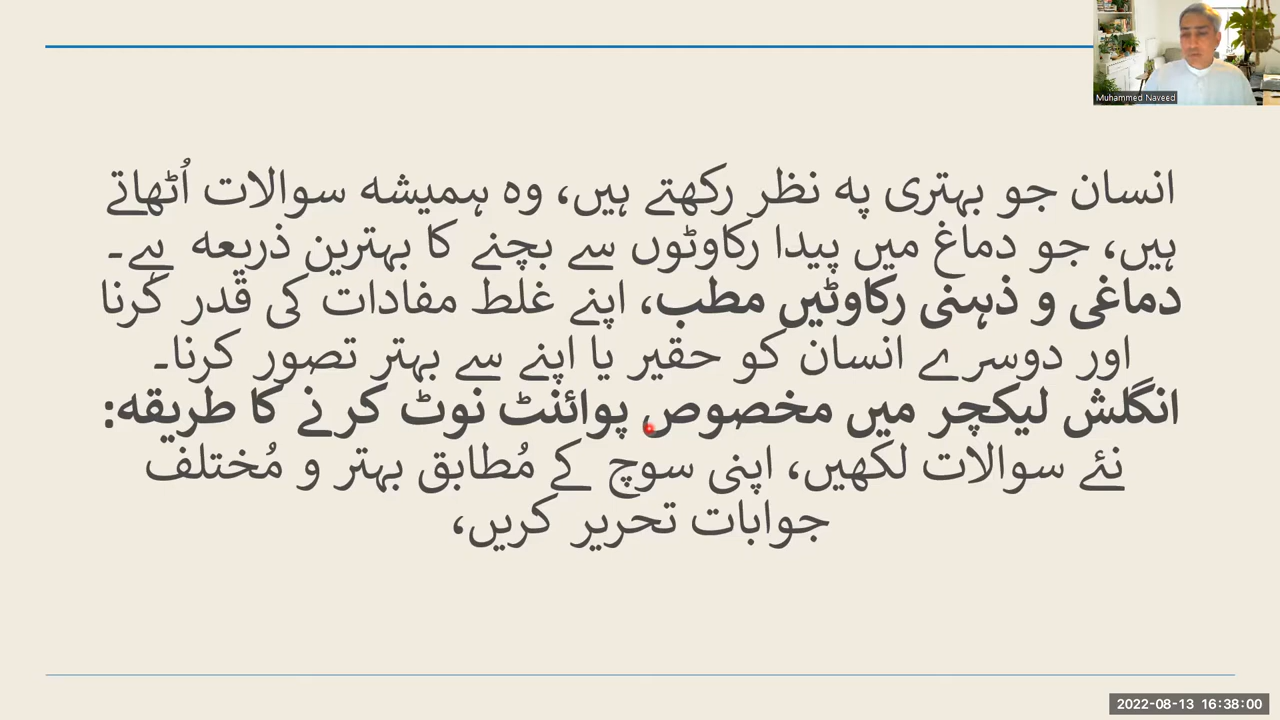 Muhammed Naveed
انسان جو بہتری پہ نظر رکھتے ہیں، وہ ہمیشہ سوالات اُٹھاتے
ہیں، جو دماغ میں پیدا رکاوٹوں سے بچنے کا بہترین ذریعہ ہے۔
دماغی و ذہنی رکاوٹیں مطب، اپنے غلط مفادات کی قدر کرنا
اور دوسرے انسان کو حقیر یا اپنے سے بہتر تصور کرنا۔
انگلش لیکچر میں مخصوص پوائنٹ نوٹ کر نے کا طریقہ:
نئے سوالات لکھیں، اپنی سوچ کے مُطابق بہتر و مُختلف
جوابات تحریر کریں،
2022-08-13 16:38:00